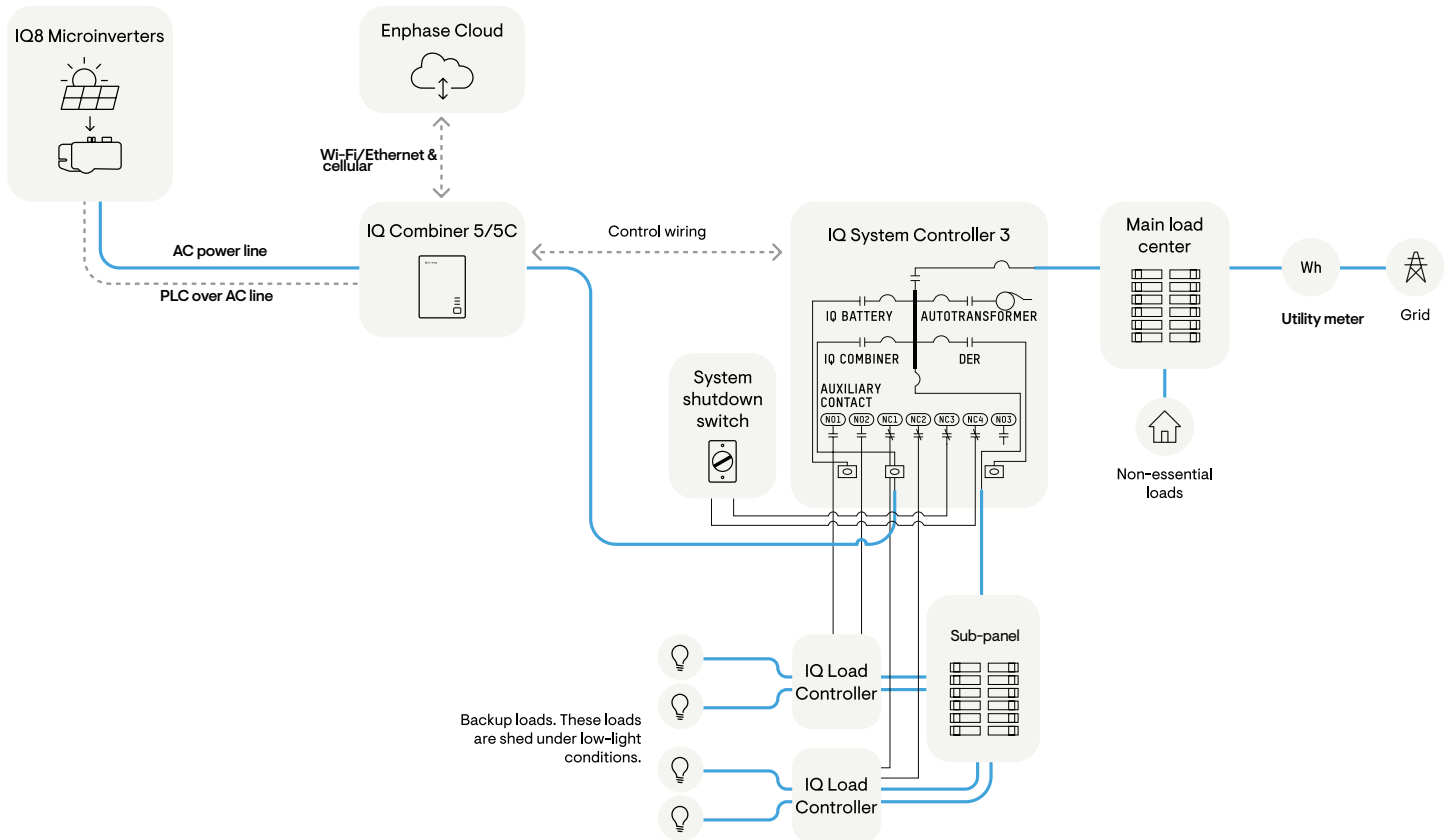 IQ8 Microinverters
Enphase Cloud
Wi-Fi/Ethernet &
cellular
IQ Combiner 5/5C
AC power line
PLC over AC line
Control wiring
IQ System Controller 3
IQ BATTERY
AUTOTRANSFORMER
IQ COMBINER
DER
AUXILIARY
CONTACT
NO1 NO2 NC1 NC2 NC3 NC4 NO3
System
shutdown
switch
Main load
center
Wh
Utility meter
Grid
Non-essential
loads
Sub-panel
IQ Load
Controller
Backup loads. These loads
are shed under low-light
conditions.
IQ Load
Controller